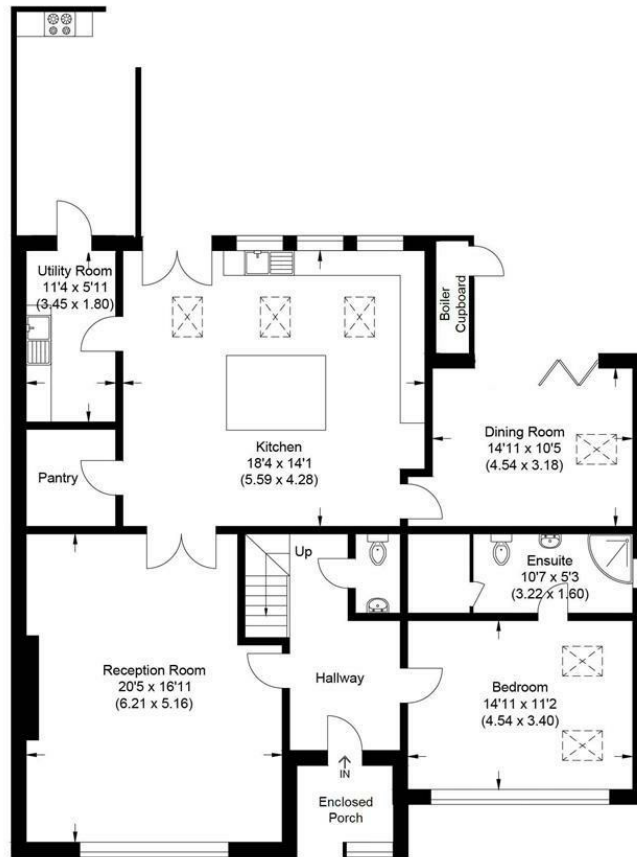 Utility Room
11'4 x 5'11
(3.45 x 1.80)
Boiler
Cupboard
Dining Room
14'11 x 10'5
(4.54 x 3.18)
Kitchen
18'4 x 14'1
(5.59 x 4.28)
Pantry
Up
Ensuite
10'7 x 5'3
(3.22 x 1.60)
Reception Room
20'5 x 16'11
(6.21 x 5.16)
Hallway
Bedroom
14'11 x 11'2
(4.54 x 3.40)
IN
Enclosed
Porch